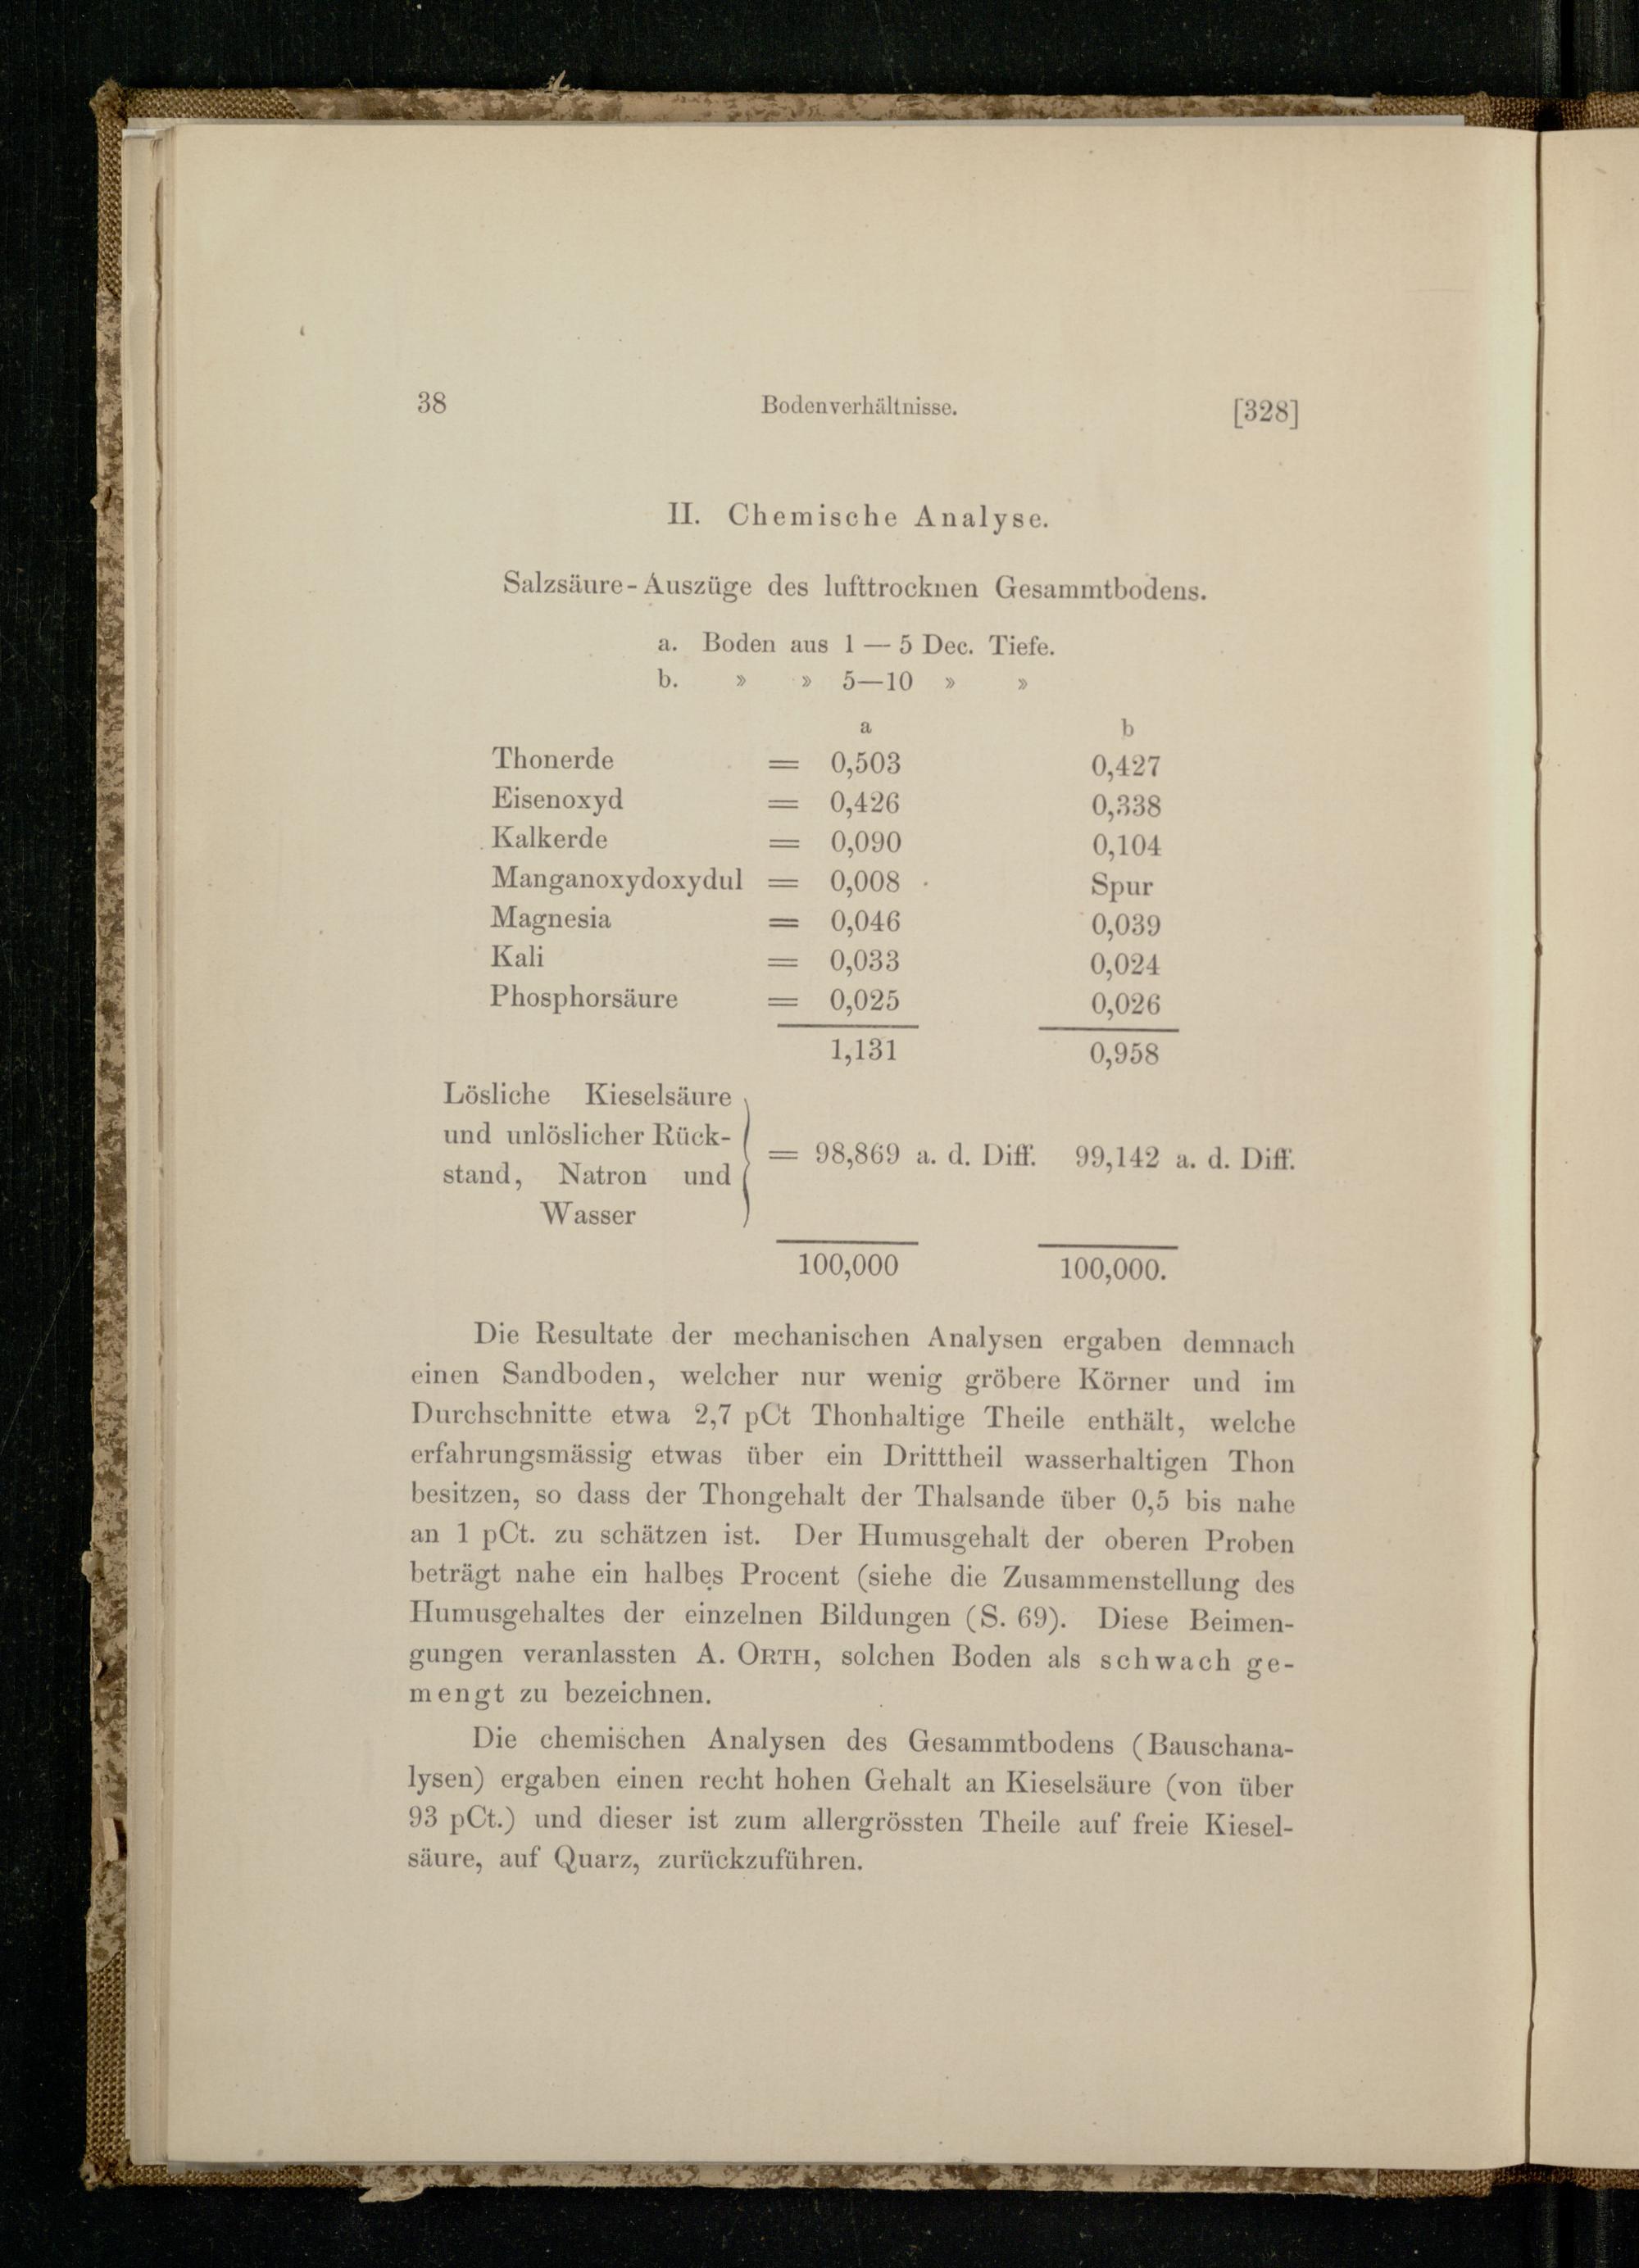 38 Bodenverhältnisse. [328]
II. Chemische Analyse.
Salzsäure-Auszüge des lufttrocknen Gesammtbodens.
a. Boden aus 1 — 5 Dec. Tiefe.
b. » » 5—10 » »
a b
Thonerde = 0,503 0,427
Eisenoxyd = 0,426 0,338
Kalkerde = 0,090 0,104
Manganoxydoxydul = 0,008 Spur
Magnesia = 0,046 0,039
Kali = 0,033 0,024
Phosphorsäure = 0,025 0,026
1,131 0,958
Lösliche Kieselsäure
und unlöslicher Rück-
= 98,869 a. d. Diff. 99,142 a. d. Diff.
stand, Natron und
Wasser
100,000 100,000.
Die Resultate der mechanischen Analysen ergaben demnach
einen Sandboden, welcher nur wenig gröbere Körner und im
Durchschnitte etwa 2,7 pCt Thonhaltige Theile enthält, welche
erfahrungsmässig etwas über ein Dritttheil wasserhaltigen Thon
besitzen, so dass der Thongehalt der Thalsande über 0,5 bis nahe
an 1 pCt. zu schätzen ist. Der Humusgehalt der oberen Proben
beträgt nahe ein halbes Procent (siehe die Zusammenstellung des
Humusgehaltes der einzelnen Bildungen (S. 69). Diese Beimen-
gungen veranlassten A. ORTH, solchen Boden als schwach ge-
mengt zu bezeichnen.
Die chemischen Analysen des Gesammtbodens (Bauschana-
lysen) ergaben einen recht hohen Gehalt an Kieselsäure (von über
93 pCt.) und dieser ist zum allergrössten Theile auf freie Kiesel-
säure, auf Quarz, zurückzuführen.